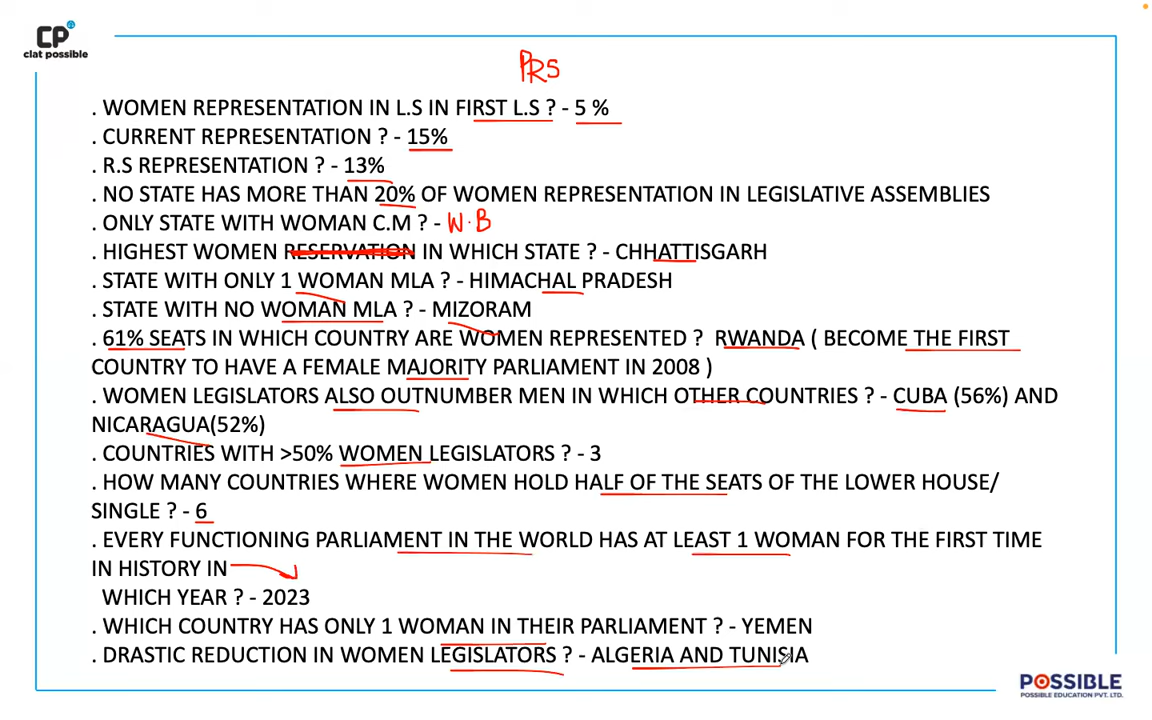 CP
clat possible
PRS
. WOMEN REPRESENTATION IN L.S IN FIRST L.S ? - 5 %
. CURRENT REPRESENTATION ? - 15%
. R.S REPRESENTATION ? - 13%
. NO STATE HAS MORE THAN 20% OF WOMEN REPRESENTATION IN LEGISLATIVE ASSEMBLIES
. ONLY STATE WITH WOMAN C.M ? - W.B
. HIGHEST WOMEN RESERVATION IN WHICH STATE ? - CHHATTISGARH
. STATE WITH ONLY 1 WOMAN MLA ? - HIMACHAL PRADESH
. STATE WITH NO WOMAN MLA ? - MIZORAM
. 61% SEATS IN WHICH COUNTRY ARE WOMEN REPRESENTED ? RWANDA ( BECOME THE FIRST
COUNTRY TO HAVE A FEMALE MAJORITY PARLIAMENT IN 2008 )
. WOMEN LEGISLATORS ALSO OUTNUMBER MEN IN WHICH OTHER COUNTRIES ? - CUBA (56%) AND
NICARAGUA(52%)
. COUNTRIES WITH >50% WOMEN LEGISLATORS ? - 3
. HOW MANY COUNTRIES WHERE WOMEN HOLD HALF OF THE SEATS OF THE LOWER HOUSE/
SINGLE ? - 6
. EVERY FUNCTIONING PARLIAMENT IN THE WORLD HAS AT LEAST 1 WOMAN FOR THE FIRST TIME
IN HISTORY IN
WHICH YEAR ? - 2023
. WHICH COUNTRY HAS ONLY 1 WOMAN IN THEIR PARLIAMENT ? - YEMEN
. DRASTIC REDUCTION IN WOMEN LEGISLATORS ? - ALGERIA AND TUNISIA
POSSIBLE
POSSIBLE EDUCATION PVT. LTD.